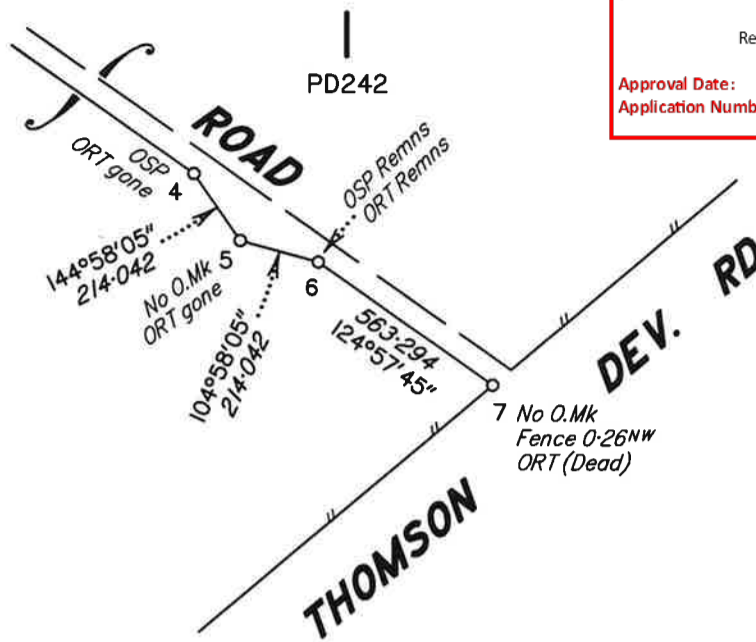 Re
PD242
Approval Date:
Application Numb
ROAD
OSP
ORT gone
4
OSP Remns
ORT Remns
144°58'05"
214·042
5
No O.Mk
ORT gone
6
104°58'05"
214·042
563·294
124°57'45"
7 No O.Mk
Fence 0·26NW
ORT (Dead)
THOMSON DEV. RD